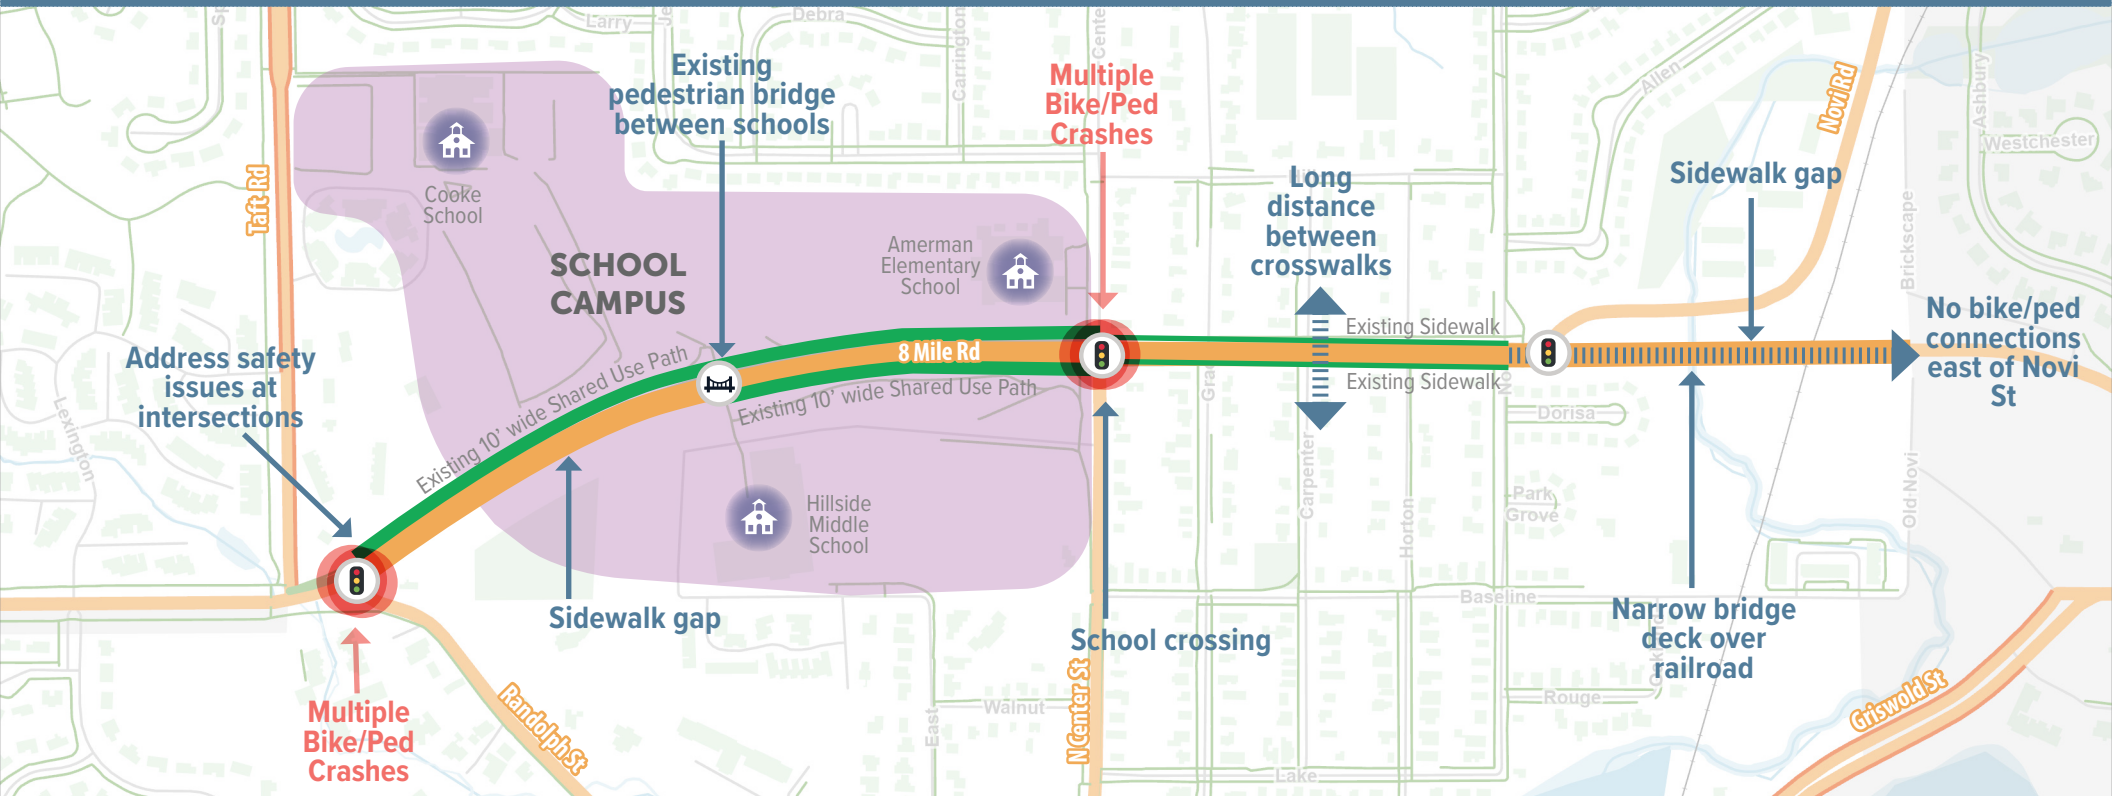 Larry
Debra
Carrington
Cente
Existing
pedestrian bridge
between schools
Multiple
Bike/Ped
Crashes
Allen
Novi Rd
Ashbury
Westchester
Taft Rd
Cooke
School
SCHOOL
CAMPUS
Amerman
Elementary
School
Long
distance
between
crosswalks
Sidewalk gap
Brickscape
No bike/ped
connections
east of Novi
St
Address safety
issues at
intersections
Existing 10' wide Shared Use Path
8 Mile Rd
Existing 10' wide Shared Use Path
Existing Sidewalk
Existing Sidewalk
Lexington
Dorisa
Carpenter
Horton
Park
Grove
Old Novi
Hillside
Middle
School
Sidewalk gap
School crossing
Baseline
Narrow bridge
deck over
railroad
Multiple
Bike/Ped
Crashes
Randolph St
East
Walnut
N Center St
Rouge
Griswold St
Lake